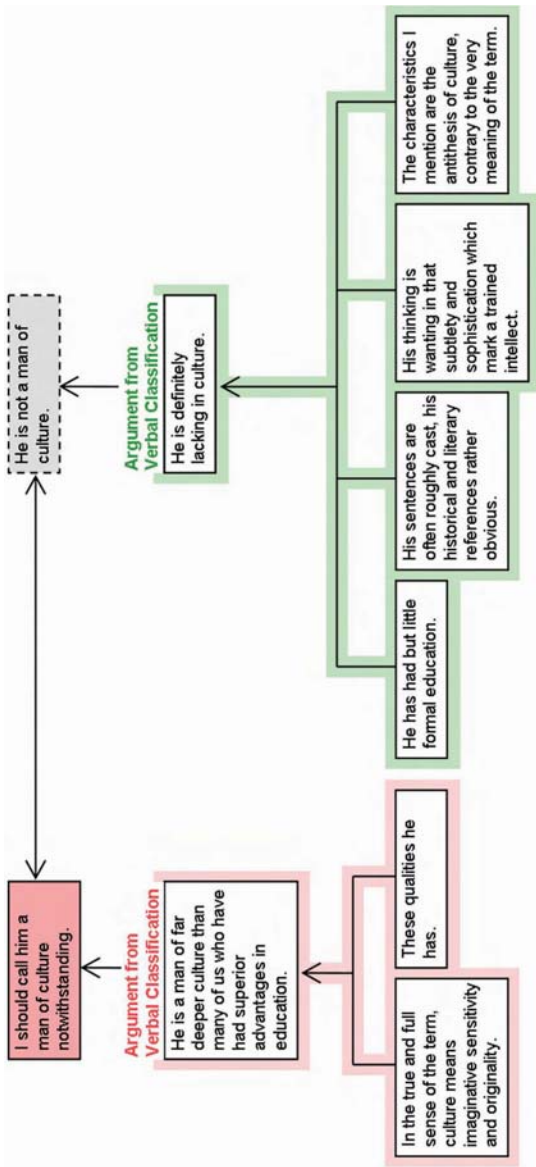 I should call him a
man of culture
notwithstanding.
He is not a man of
culture.
Argument from
Verbal Classification
He is a man of far
deeper culture than
many of us who have
had superior
advantages in
education.
Argument from
Verbal Classification
He is definitely
lacking in culture.
In the true and full
sense of the term,
culture means
imaginative sensitivity
and originality.
These qualities he
has.
He has had but little
formal education.
His sentences are
often roughly cast, his
historical and literary
references rather
obvious.
His thinking is
wanting in that
subtlety and
sophistication which
mark a trained
intellect.
The characteristics I
mention are the
antithesis of culture,
contrary to the very
meaning of the term.